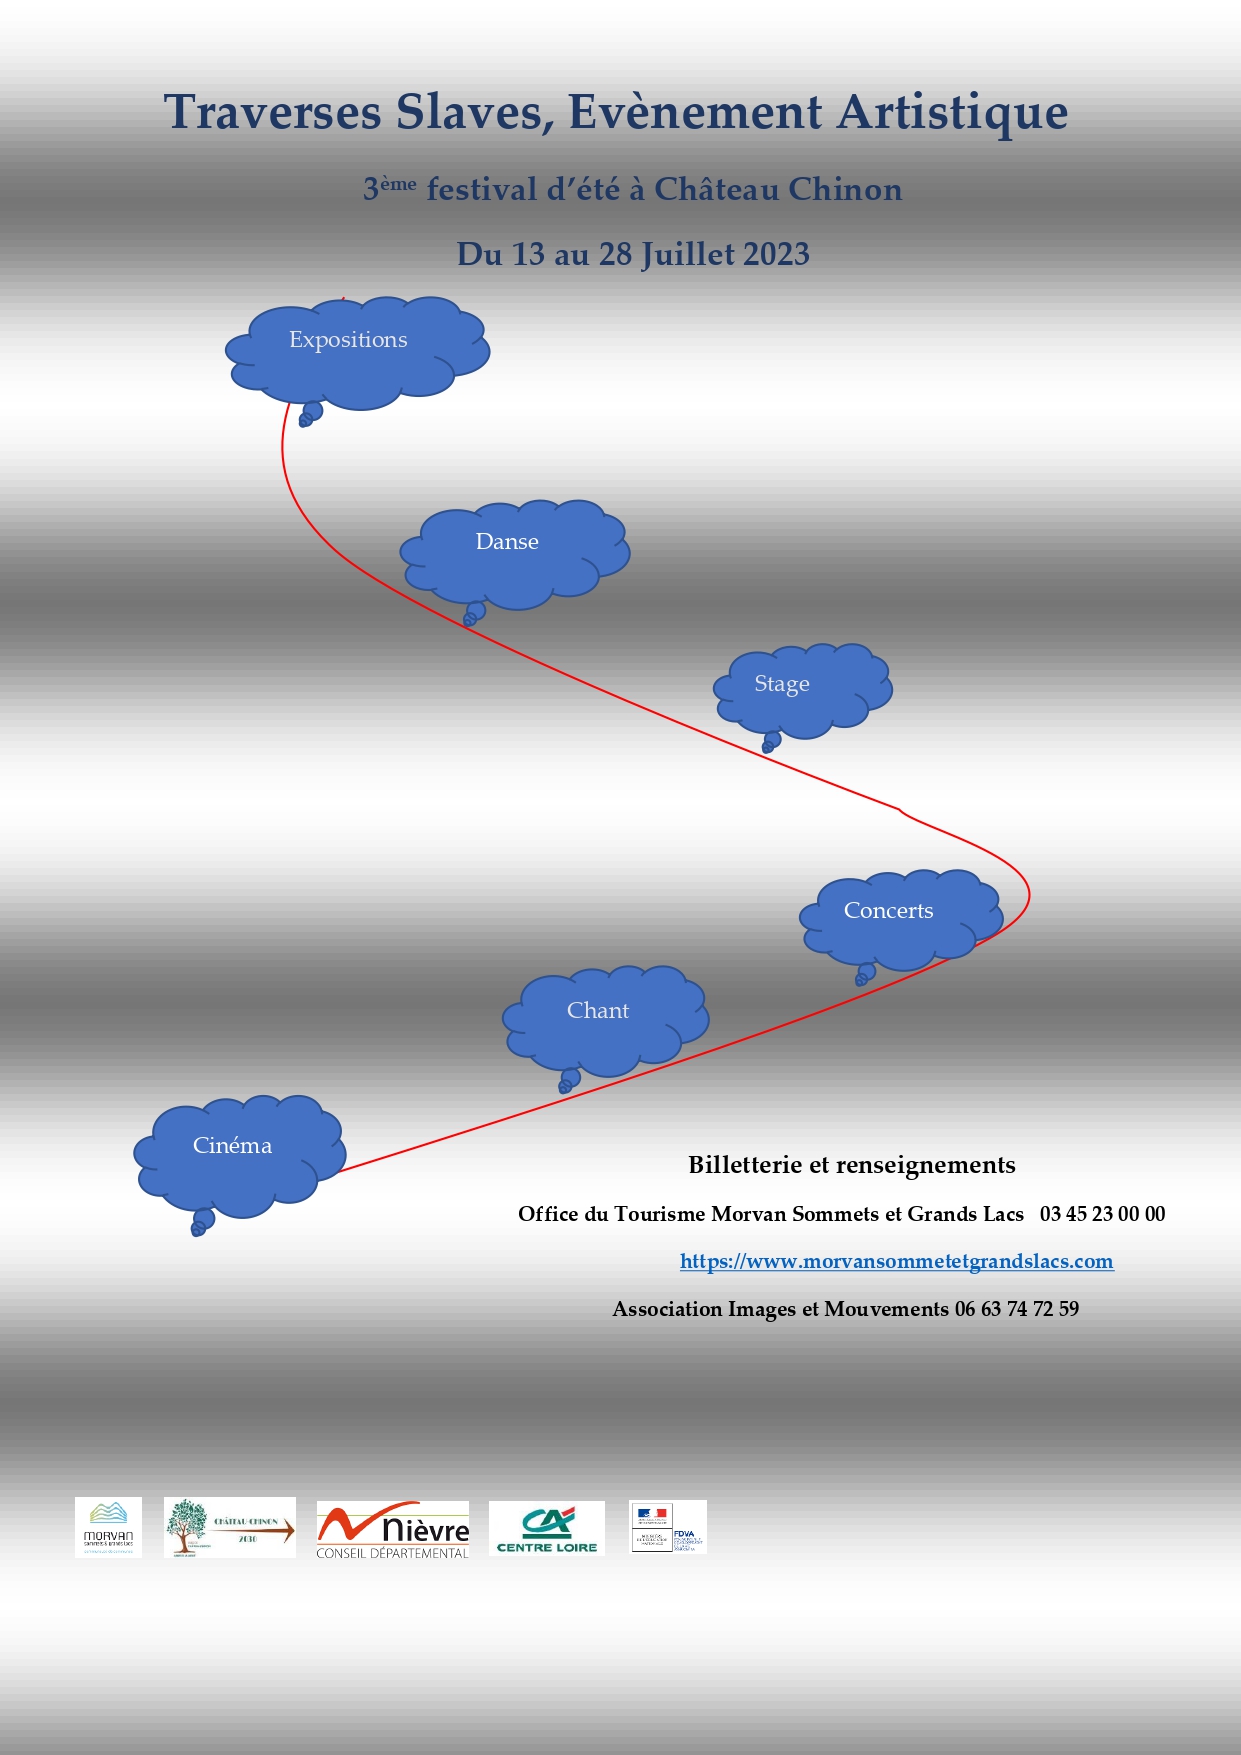 Traverses Slaves, Evènement Artistique
3ème festival d’été à Château Chinon
Du 13 au 28 Juillet 2023
Expositions
Danse
Stage
Concerts
Chant
Cinéma
Billetterie et renseignements
Office du Tourisme Morvan Sommets et Grands Lacs 03 45 23 00 00
https://www.morvansommetetgrandslacs.com
Association Images et Mouvements 06 63 74 72 59
MORVAN
sommets & grands lacs
CHÂTEAU-CHINON
2030
Nièvre
CONSEIL DÉPARTEMENTAL
CA
CENTRE LOIRE
FDVA